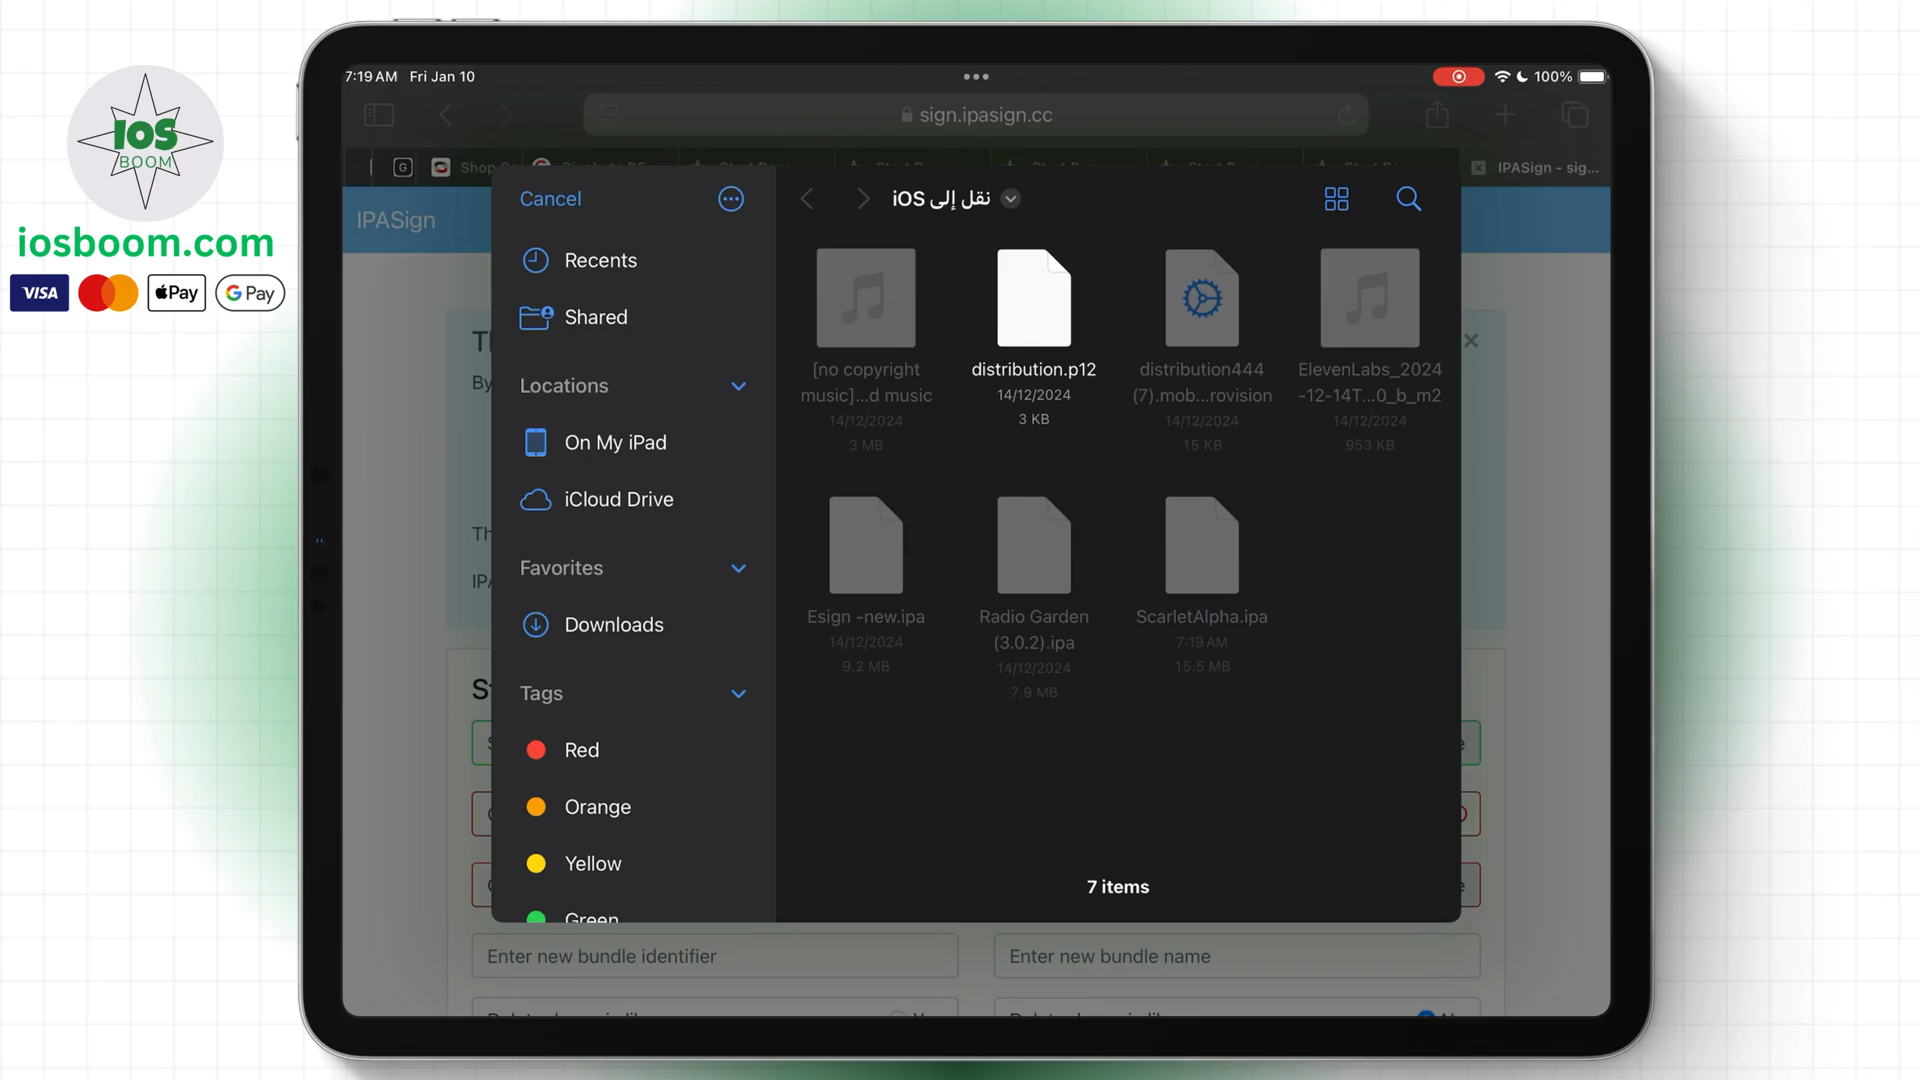 IOS
BOOM
iosboom.com
VISA
Pay
G Pay
7:19 AM Fri Jan 10
100%
sign.ipasign.cc
G
Shop
Start Page
IPASign - sig...
IPASign
Cancel
نقل إلى iOS
Recents
Shared
Locations
On My iPad
iCloud Drive
Favorites
Downloads
Tags
Red
Orange
Yellow
Green
[no copyright
music]...d music
14/12/2024
3 MB
distribution.p12
14/12/2024
3 KB
distribution444
(7).mob...rovision
14/12/2024
15 KB
ElevenLabs_2024
-12-14T...0_b_m2
14/12/2024
953 KB
Esign -new.ipa
14/12/2024
9.2 MB
Radio Garden
(3.0.2).ipa
14/12/2024
7.9 MB
ScarletAlpha.ipa
7:19 AM
15.5 MB
7 items
Enter new bundle identifier
Enter new bundle name